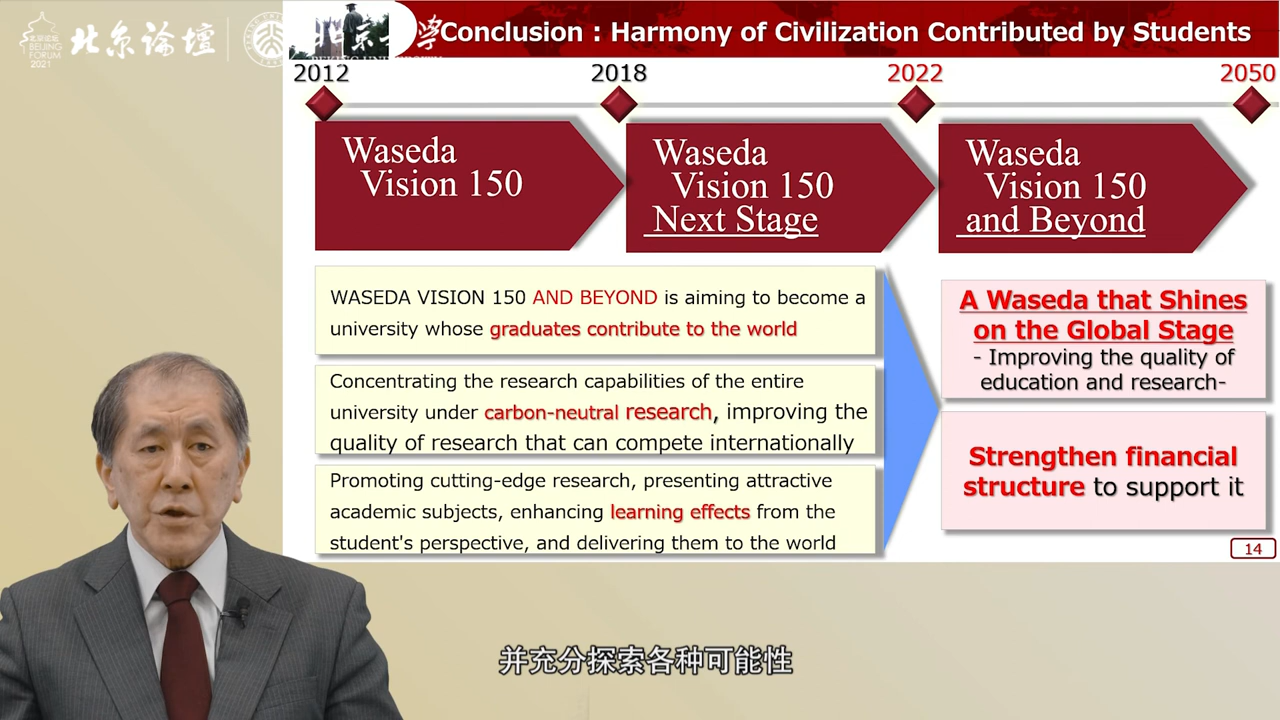 BEIJING
FORUM
2021
北京论坛
Conclusion : Harmony of Civilization Contributed by Students
2012
2018
2022
2050
Waseda
Vision 150
Waseda
Vision 150
Next Stage
Waseda
Vision 150
and Beyond
WASEDA VISION 150 AND BEYOND is aiming to become a
university whose graduates contribute to the world
Concentrating the research capabilities of the entire
university under carbon-neutral research, improving the
quality of research that can compete internationally
Promoting cutting-edge research, presenting attractive
academic subjects, enhancing learning effects from the
student's perspective, and delivering them to the world
A Waseda that Shines
on the Global Stage
- Improving the quality of
education and research-
Strengthen financial
structure to support it
14
并充分探索各种可能性